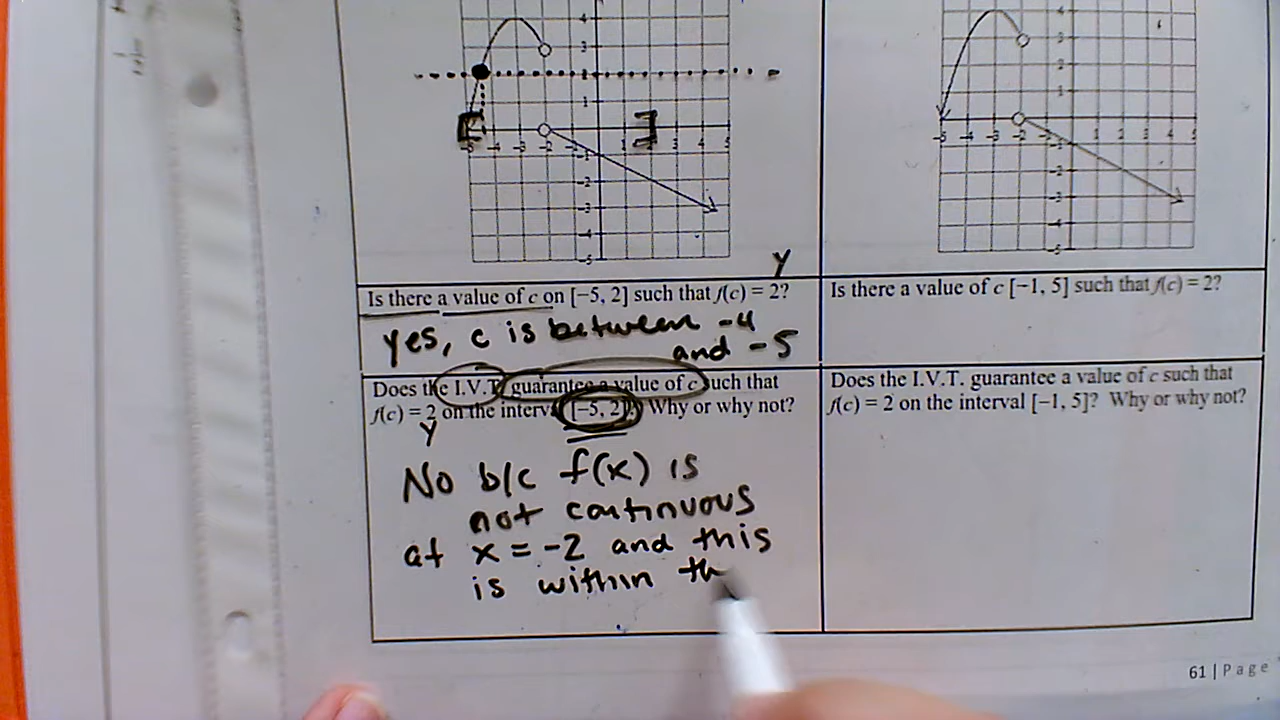 Is there a value of c on [−5, 2] such that f(c) = 2?
Y
yes, c is between -4
and -5
Does the I.V.T. guarantee a value of c such that
f(c) = 2 on the interval [−5, 2]? Why or why not?
y
No b/c f(x) is
not continuous
at x = -2 and this
is within th
Is there a value of c [−1, 5] such that f(c) = 2?
Does the I.V.T. guarantee a value of c such that
f(c) = 2 on the interval [−1, 5]? Why or why not?
61 | Page